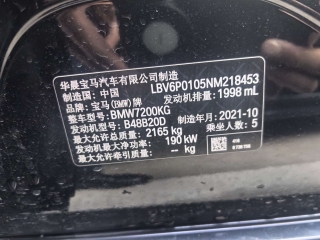 华晨宝马汽车有限公司制造
制造国：中国 LBV6P0105NM218453
品牌：宝马(BMW)牌 发动机排量：1998 mL
整车型号：BMW7200KG
发动机型号：B48B20D 制造年月：2021-10
最大允许总质量：2165 kg 乘坐人数：5
发动机最大净功率：190 kW
最大允许牵引质量：-- kg